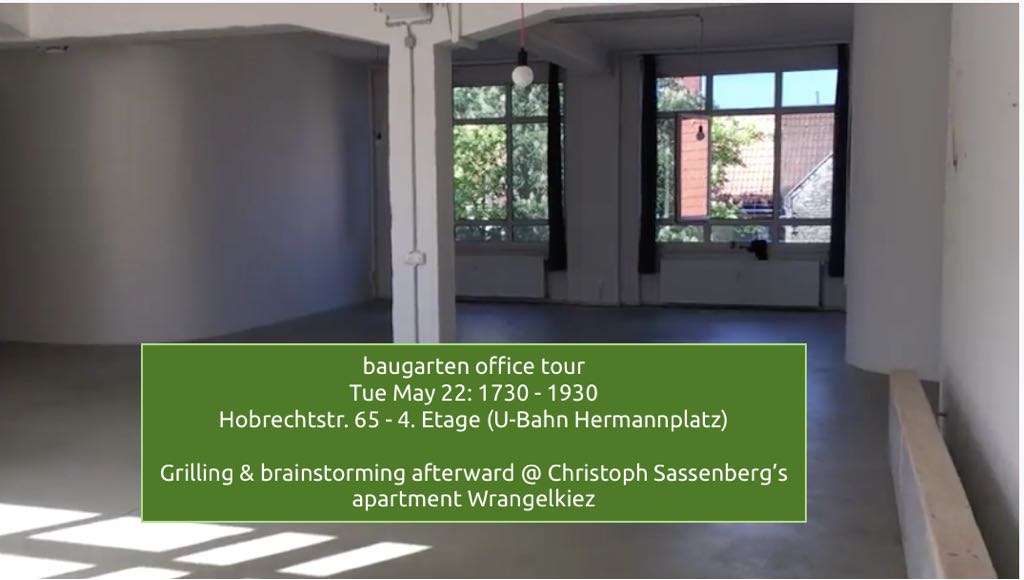 baugarten office tour
Tue May 22: 1730 - 1930
Hobrechtstr. 65 - 4. Etage (U-Bahn Hermannplatz)
Grilling & brainstorming afterward @ Christoph Sassenberg’s
apartment Wrangelkiez